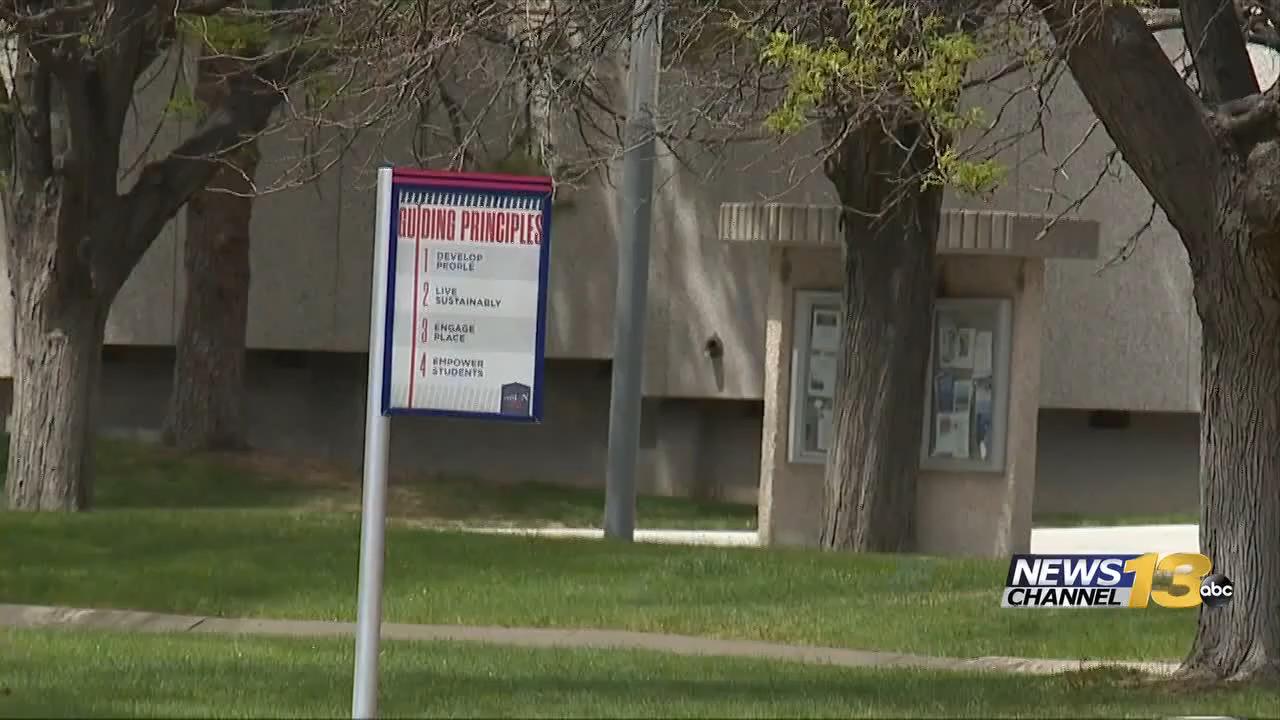 GUIDING PRINCIPLES
1 DEVELOP
PEOPLE
2 LIVE
SUSTAINABLY
3 ENGAGE
PLACE
4 EMPOWER
STUDENTS
NEWS
CHANNEL 13 abc